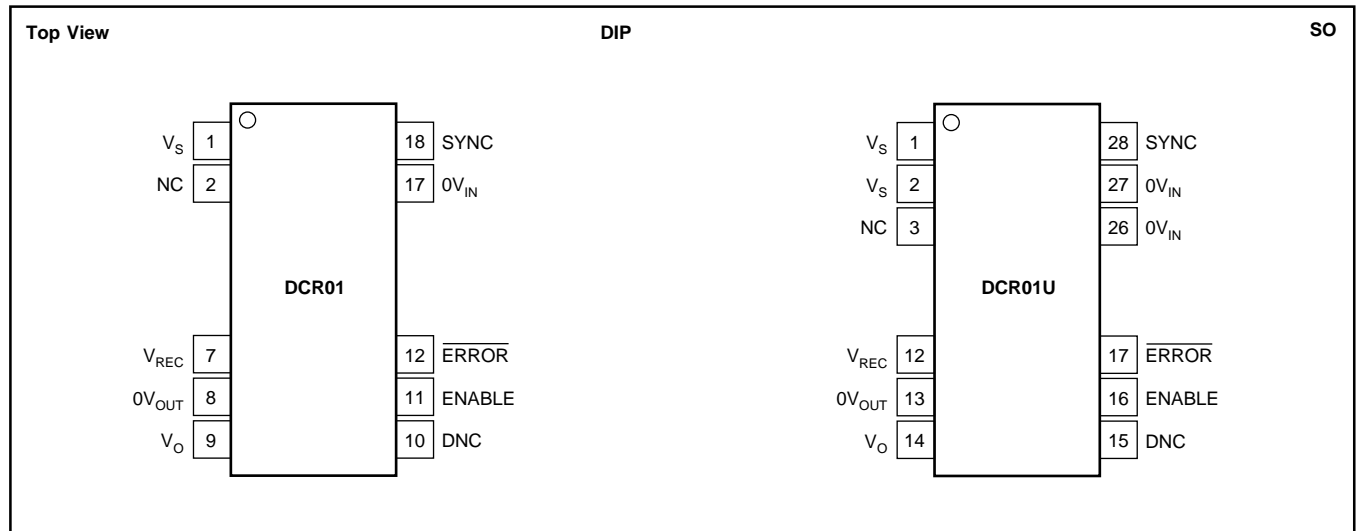 Top View
DIP
SO
V_S 1
NC 2
18 SYNC
17 0V_IN
DCR01
V_REC 7
0V_OUT 8
V_O 9
12 ERROR
11 ENABLE
10 DNC
V_S 1
V_S 2
NC 3
28 SYNC
27 0V_IN
26 0V_IN
DCR01U
V_REC 12
0V_OUT 13
V_O 14
17 ERROR
16 ENABLE
15 DNC